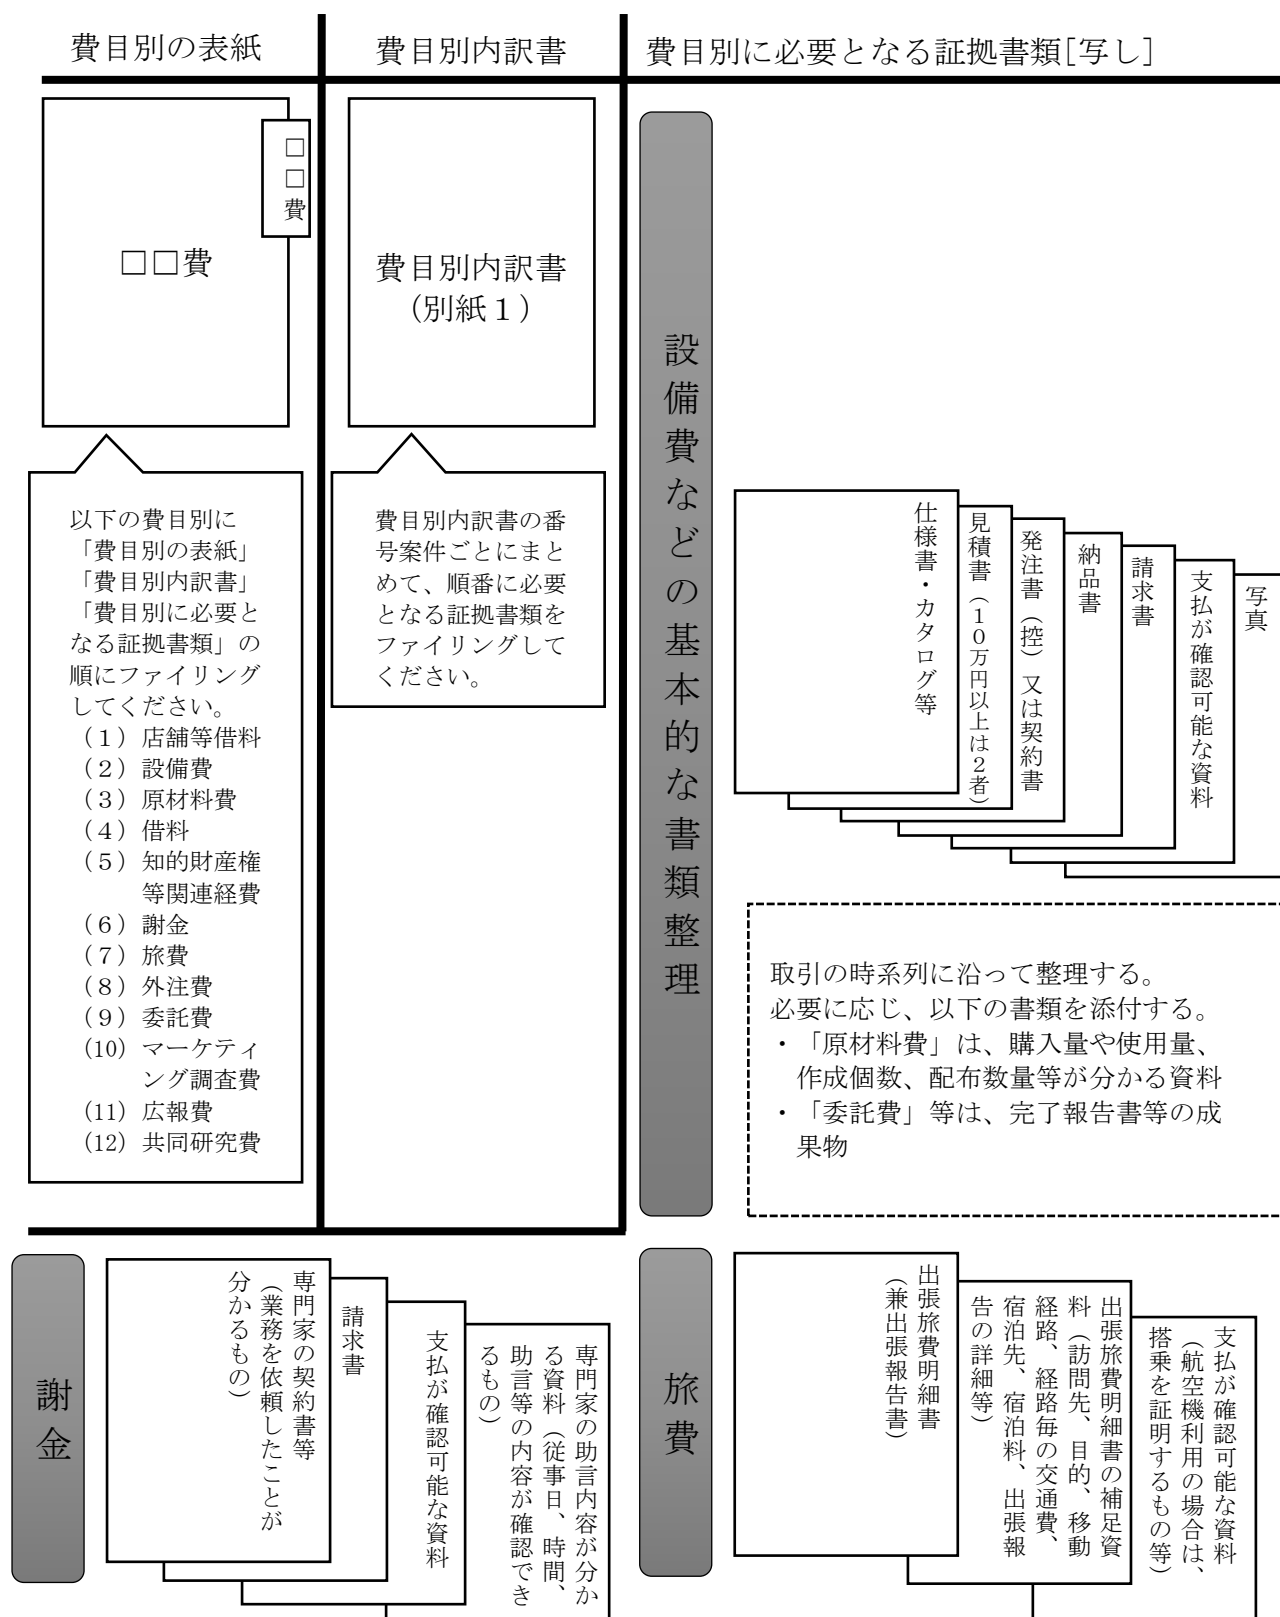 費目別の表紙
費目別内訳書
費目別に必要となる証拠書類[写し]
□□費
□□費
費目別内訳書
(別紙１)
以下の費目別に
「費目別の表紙」
「費目別内訳書」
「費目別に必要と
なる証拠書類」の
順にファイリング
してください。
(１) 店舗等借料
(２) 設備費
(３) 原材料費
(４) 借料
(５) 知的財産権
等関連経費
(６) 謝金
(７) 旅費
(８) 外注費
(９) 委託費
(10) マーケティ
ング調査費
(11) 広報費
(12) 共同研究費
費目別内訳書の番
号案件ごとにまと
めて、順番に必要
となる証拠書類を
ファイリングして
ください。
設備費などの基本的な書類整理
仕様書・カタログ等
見積書（１０万円以上は２者）
発注書（控）又は契約書
納品書
請求書
支払が確認可能な資料
写真
取引の時系列に沿って整理する。
必要に応じ、以下の書類を添付する。
・「原材料費」は、購入量や使用量、
作成個数、配布数量等が分かる資料
・「委託費」等は、完了報告書等の成
果物
謝金
専門家の契約書等
（業務を依頼したことが
分かるもの）
請求書
支払が確認可能な資料
専門家の助言内容が分か
る資料（従事日、時間、
助言等の内容が確認でき
るもの）
旅費
出張旅費明細書
（兼出張報告書）
出張旅費明細書の補足資
料（訪問先、目的、移動
経路、経路毎の交通費、
宿泊先、宿泊料、出張報
告の詳細等）
支払が確認可能な資料
（航空機利用の場合は、
搭乗を証明するもの等）